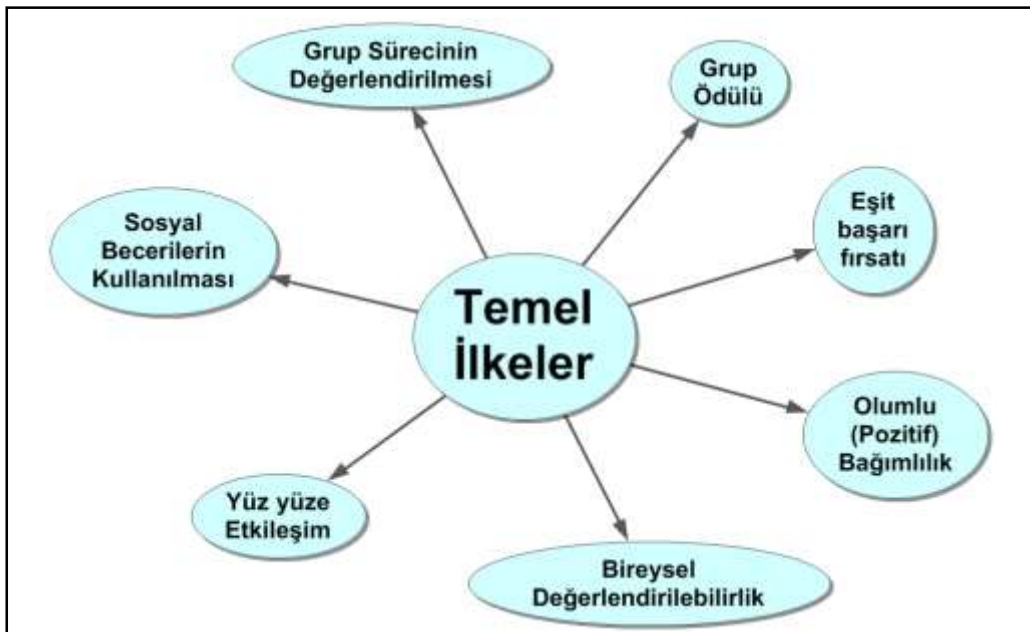 Grup Sürecinin
Değerlendirilmesi
Grup
Ödülü
Sosyal
Becerilerin
Kullanılması
Eşit
başarı
fırsatı
Temel
İlkeler
Olumlu
(Pozitif)
Bağımlılık
Yüz yüze
Etkileşim
Bireysel
Değerlendirilebilirlik